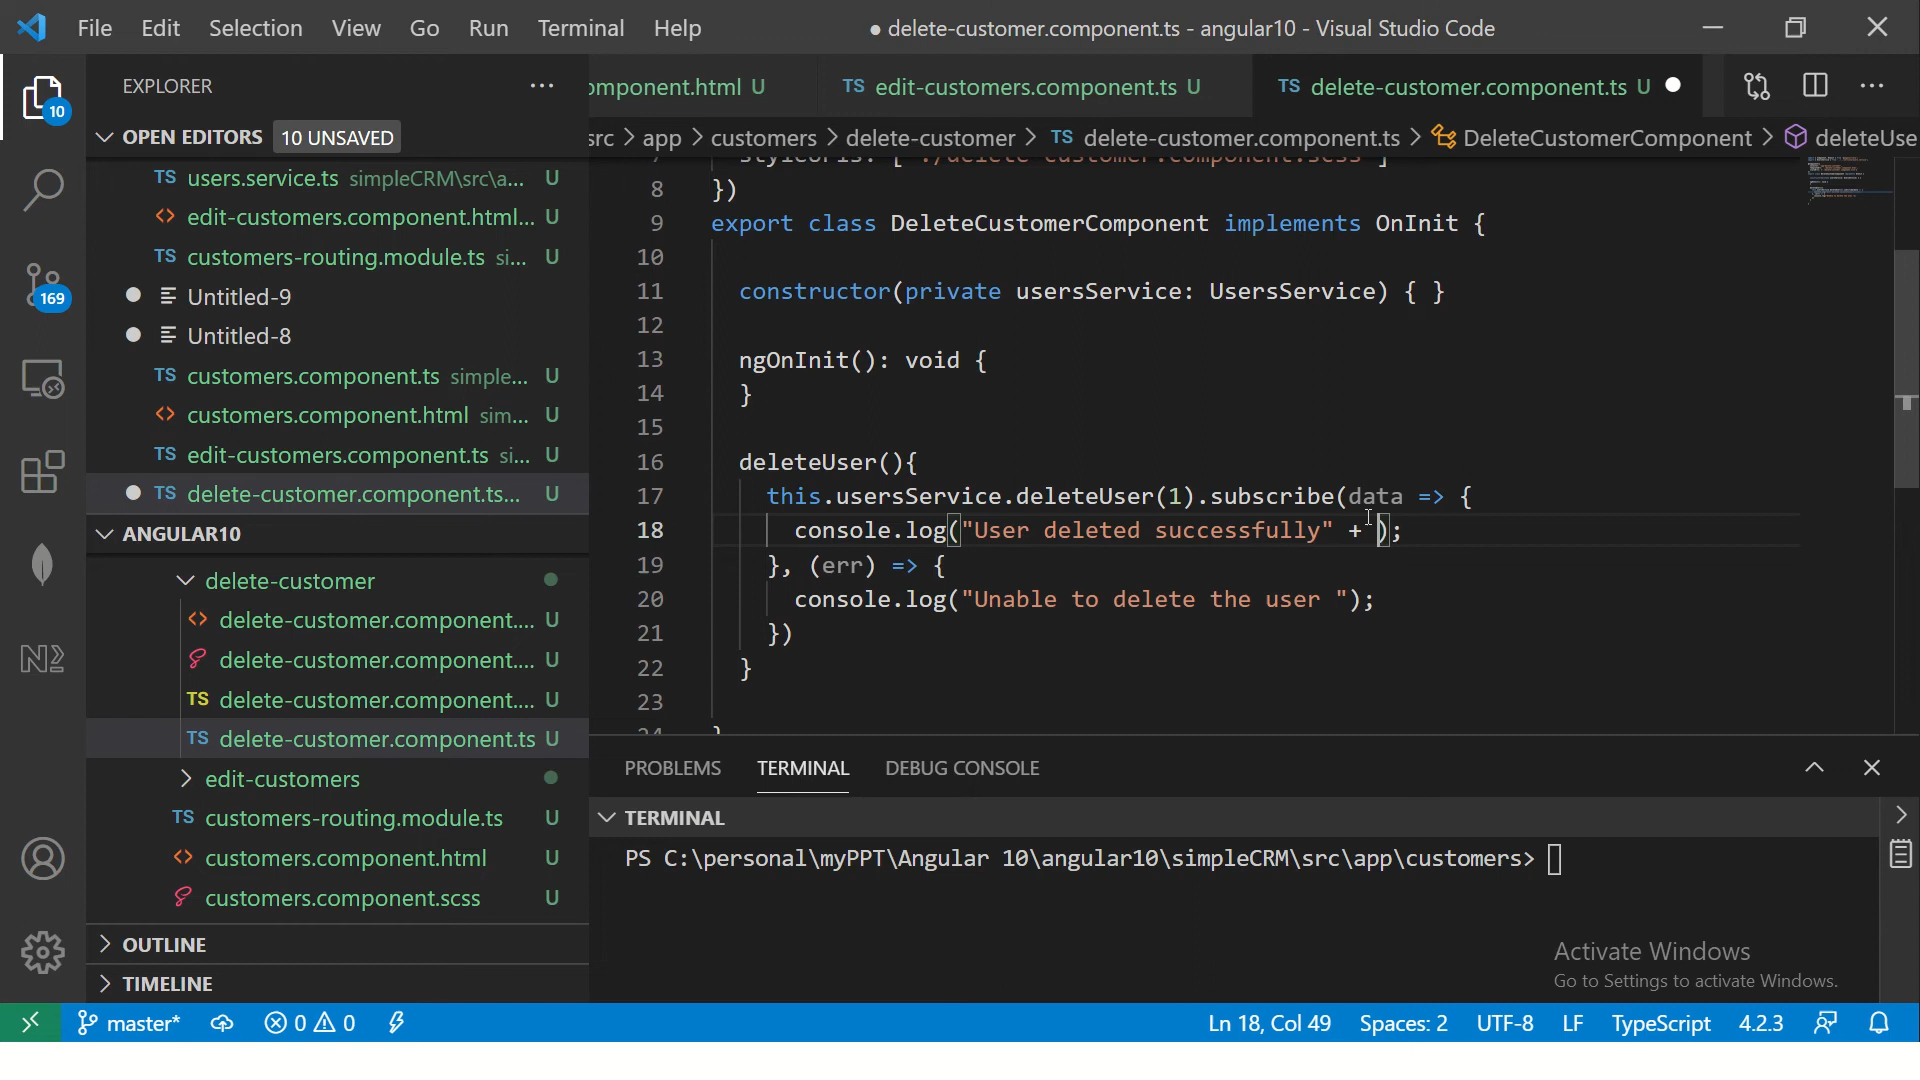 File Edit Selection View Go Run Terminal Help
● delete-customer.component.ts - angular10 - Visual Studio Code
EXPLORER
10
OPEN EDITORS 10 UNSAVED
TS users.service.ts simpleCRM\src\a... U
<> edit-customers.component.html... U
TS customers-routing.module.ts si... U
Untitled-9
Untitled-8
TS customers.component.ts simple... U
<> customers.component.html sim... U
TS edit-customers.component.ts si... U
TS delete-customer.component.ts... U
169
ANGULAR10
delete-customer
<> delete-customer.component.... U
delete-customer.component.... U
TS delete-customer.component.... U
TS delete-customer.component.ts U
edit-customers
TS customers-routing.module.ts U
<> customers.component.html U
customers.component.scss U
OUTLINE
TIMELINE
omponent.html U
TS edit-customers.component.ts U
TS delete-customer.component.ts U
src > app > customers > delete-customer > TS delete-customer.component.ts > DeleteCustomerComponent > deleteUse
7 styleUrls: ['./delete-customer.component.scss']
8 })
9 export class DeleteCustomerComponent implements OnInit {
10
11 constructor(private usersService: UsersService) { }
12
13 ngOnInit(): void {
14 }
15
16 deleteUser(){
17 this.usersService.deleteUser(1).subscribe(data => {
18 console.log("User deleted successfully" + );
19 }, (err) => {
20 console.log("Unable to delete the user ");
21 })
22 }
23
24 }
PROBLEMS TERMINAL DEBUG CONSOLE
TERMINAL
PS C:\personal\myPPT\Angular 10\angular10\simpleCRM\src\app\customers>
Activate Windows
Go to Settings to activate Windows.
master* 0 0 Ln 18, Col 49 Spaces: 2 UTF-8 LF TypeScript 4.2.3